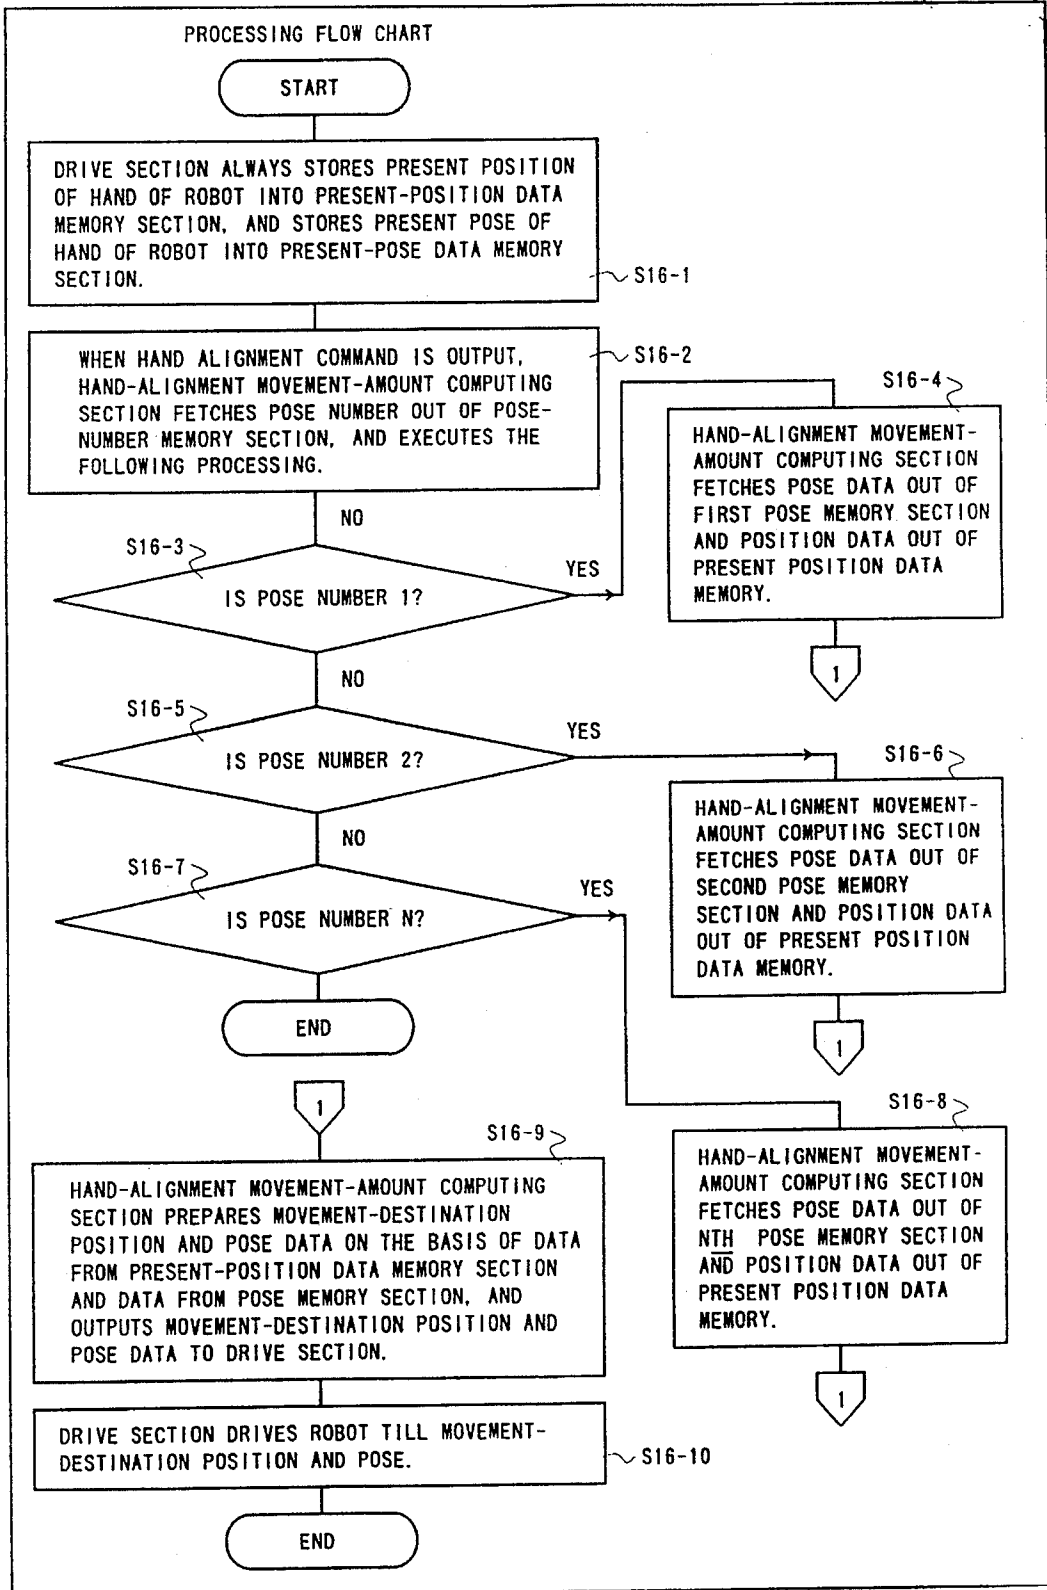 PROCESSING FLOW CHART
START
DRIVE SECTION ALWAYS STORES PRESENT POSITION
OF HAND OF ROBOT INTO PRESENT-POSITION DATA
MEMORY SECTION, AND STORES PRESENT POSE OF
HAND OF ROBOT INTO PRESENT-POSE DATA MEMORY
SECTION.
S16-1
WHEN HAND ALIGNMENT COMMAND IS OUTPUT,
HAND-ALIGNMENT MOVEMENT-AMOUNT COMPUTING
SECTION FETCHES POSE NUMBER OUT OF POSE-
NUMBER MEMORY SECTION, AND EXECUTES THE
FOLLOWING PROCESSING.
S16-2
NO
S16-3
IS POSE NUMBER 1?
YES
S16-4
HAND-ALIGNMENT MOVEMENT-
AMOUNT COMPUTING SECTION
FETCHES POSE DATA OUT OF
FIRST POSE MEMORY SECTION
AND POSITION DATA OUT OF
PRESENT POSITION DATA
MEMORY.
1
NO
S16-5
IS POSE NUMBER 2?
YES
S16-6
HAND-ALIGNMENT MOVEMENT-
AMOUNT COMPUTING SECTION
FETCHES POSE DATA OUT OF
SECOND POSE MEMORY
SECTION AND POSITION DATA
OUT OF PRESENT POSITION
DATA MEMORY.
1
NO
S16-7
IS POSE NUMBER N?
YES
END
S16-8
HAND-ALIGNMENT MOVEMENT-
AMOUNT COMPUTING SECTION
FETCHES POSE DATA OUT OF
NTH POSE MEMORY SECTION
AND POSITION DATA OUT OF
PRESENT POSITION DATA
MEMORY.
1
1
S16-9
HAND-ALIGNMENT MOVEMENT-AMOUNT COMPUTING
SECTION PREPARES MOVEMENT-DESTINATION
POSITION AND POSE DATA ON THE BASIS OF DATA
FROM PRESENT-POSITION DATA MEMORY SECTION
AND DATA FROM POSE MEMORY SECTION, AND
OUTPUTS MOVEMENT-DESTINATION POSITION AND
POSE DATA TO DRIVE SECTION.
DRIVE SECTION DRIVES ROBOT TILL MOVEMENT-
DESTINATION POSITION AND POSE.
S16-10
END